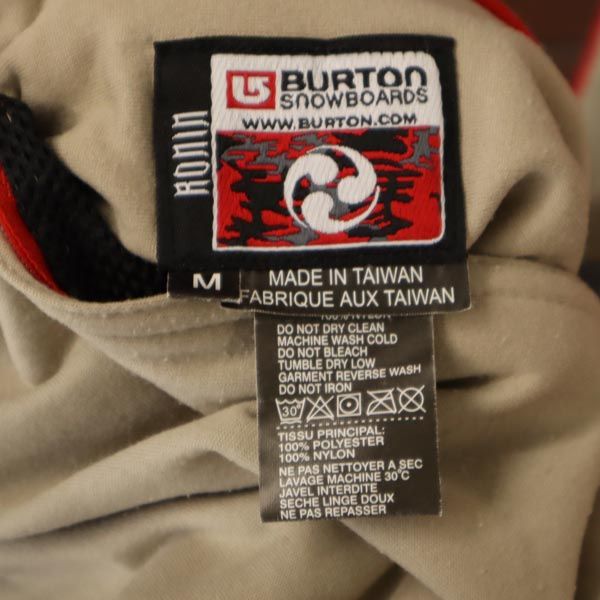 RONIN
BURTON
SNOWBOARDS
WWW.BURTON.COM
M
MADE IN TAIWAN
FABRIQUE AUX TAIWAN
100% NYLON
DO NOT DRY CLEAN
MACHINE WASH COLD
DO NOT BLEACH
TUMBLE DRY LOW
GARMENT REVERSE WASH
DO NOT IRON
30°
TISSU PRINCIPAL:
100% POLYESTER
100% NYLON
NE PAS NETTOYER A SEC
LAVAGE MACHINE 30°C
JAVEL INTERDITE
SECHE LINGE DOUX
NE PAS REPASSER